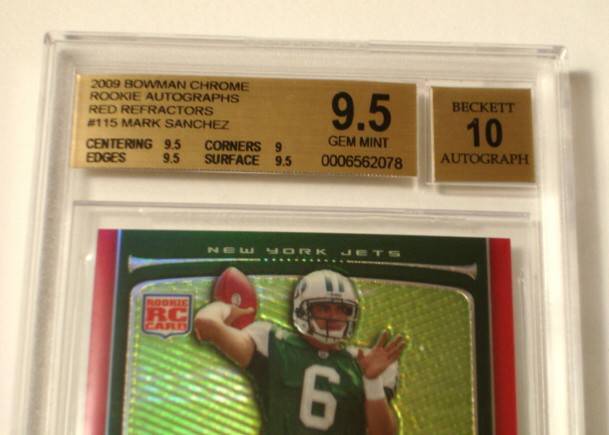 2009 BOWMAN CHROME
ROOKIE AUTOGRAPHS
RED REFRACTORS
#115 MARK SANCHEZ
CENTERING 9.5 CORNERS 9
EDGES 9.5 SURFACE 9.5
9.5
GEM MINT
0006562078
BECKETT
10
AUTOGRAPH
NEW YORK JETS
ROOKIE
RC
CARD
6